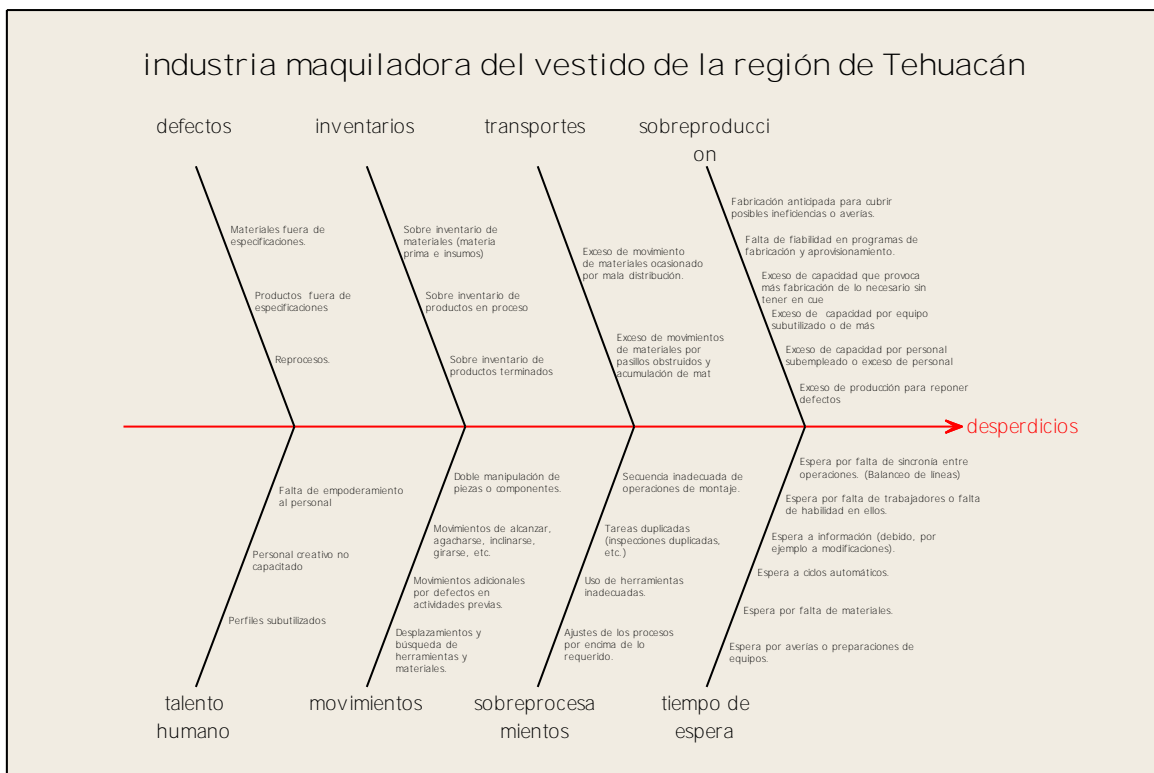 industria maquiladora del vestido de la región de Tehuacán
defectos
inventarios
transportes
sobreproducci
on
Materiales fuera de
especificaciones.
Productos fuera de
especificaciones
Reprocesos.
Sobre inventario de
materiales (materia
prima e insumos)
Sobre inventario de
productos en proceso
Sobre inventario de
productos terminados
Exceso de movimiento
de materiales ocasionado
por mala distribución.
Exceso de movimientos
de materiales por
pasillos obstruidos y
acumulación de mat
Fabricación anticipada para cubrir
posibles ineficiencias o averías.
Falta de fiabilidad en programas de
fabricación y aprovisionamiento.
Exceso de capacidad que provoca
más fabricación de lo necesario sin
tener en cue
Exceso de capacidad por equipo
subutilizado o de más
Exceso de capacidad por personal
subempleado o exceso de personal
Exceso de producción para reponer
defectos
desperdicios
Falta de empoderamiento
al personal
Personal creativo no
capacitado
Perfiles subutilizados
Doble manipulación de
piezas o componentes.
Movimientos de alcanzar,
agacharse, inclinarse,
girarse, etc.
Movimientos adicionales
por defectos en
actividades previas.
Desplazamientos y
búsqueda de
herramientas y
materiales.
Secuencia inadecuada de
operaciones de montaje.
Tareas duplicadas
(inspecciones duplicadas,
etc.)
Uso de herramientas
inadecuadas.
Ajustes de los procesos
por encima de lo
requerido.
Espera por falta de sincronía entre
operaciones. (Balanceo de líneas)
Espera por falta de trabajadores o falta
de habilidad en ellos.
Espera a información (debido, por
ejemplo a modificaciones).
Espera a ciclos automáticos.
Espera por falta de materiales.
Espera por averías o preparaciones de
equipos.
talento
humano
movimientos
sobreprocesa
mientos
tiempo de
espera